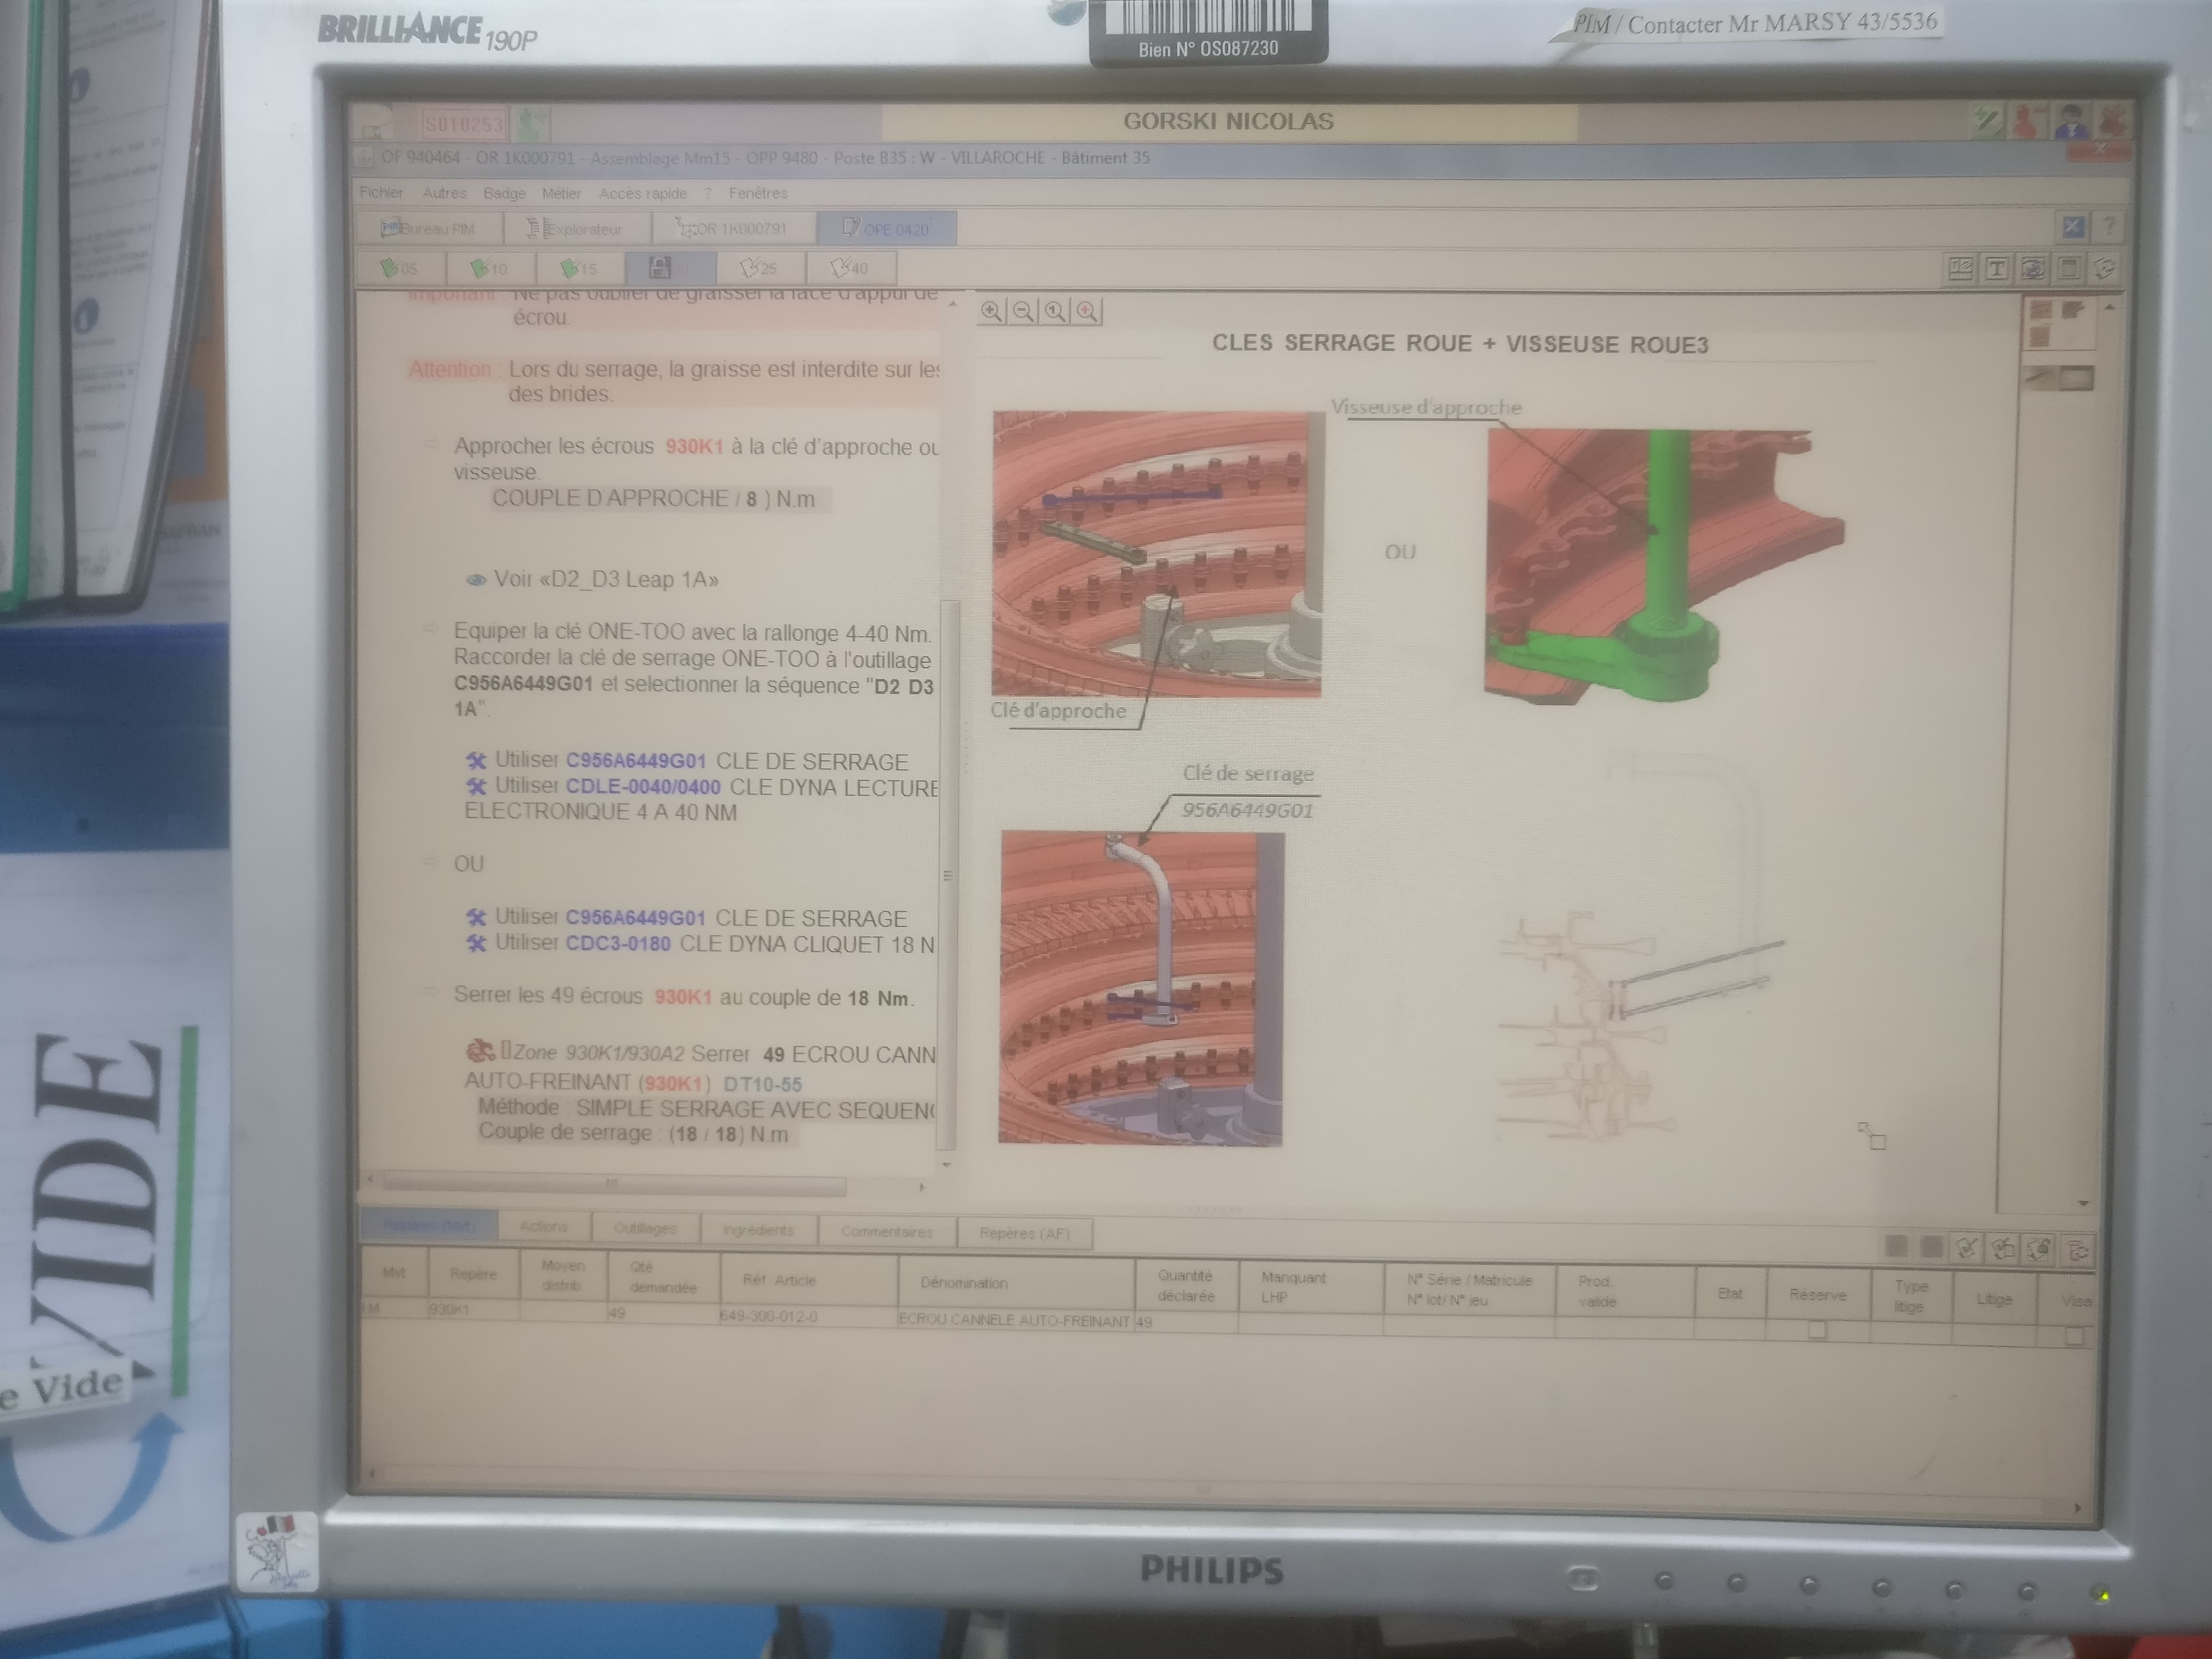 BRILLIANCE 190P
Bien N° OS087230
PIM / Contacter Mr MARSY 43/5536
S010253
GORSKI NICOLAS
OF 940464 - OR 1K000791 - Assemblage Mm15 - OPP 9480 - Poste B35 : W - VILLAROCHE - Bâtiment 35
Fichier Autres Badge Métier Accès rapide ? Fenêtres
Bureau PIM Explorateur OR 1K000791 OPE 0420
05 10 15 25 40
Important : Ne pas oublier de graisser la face d'appui de
écrou.
Attention : Lors du serrage, la graisse est interdite sur les
des brides.
Approcher les écrous 930K1 à la clé d'approche ou
visseuse.
COUPLE D APPROCHE / 8 ) N.m
Voir «D2_D3 Leap 1A»
Equiper la clé ONE-TOO avec la rallonge 4-40 Nm.
Raccorder la clé de serrage ONE-TOO à l'outillage
C956A6449G01 et selectionner la séquence "D2 D3
1A".
Utiliser C956A6449G01 CLE DE SERRAGE
Utiliser CDLE-0040/0400 CLE DYNA LECTURE
ELECTRONIQUE 4 A 40 NM
OU
Utiliser C956A6449G01 CLE DE SERRAGE
Utiliser CDC3-0180 CLE DYNA CLIQUET 18 N
Serrer les 49 écrous 930K1 au couple de 18 Nm.
Zone 930K1/930A2 Serrer 49 ECROU CANN
AUTO-FREINANT (930K1) DT10-55
Méthode : SIMPLE SERRAGE AVEC SEQUEN
Couple de serrage : (18 / 18) N.m
CLES SERRAGE ROUE + VISSEUSE ROUE3
Visseuse d'approche
OU
Clé d'approche
Clé de serrage
956A6449G01
Repères (Mvt) Actions Outillages Ingrédients Commentaires Repères (AF)
Mvt Repère Moyen distrib Qté demandée Réf. Article Dénomination Quantité déclarée Manquant LHP N° Série / Matricule N° lot/ N° jeu Prod. valide Etat Réserve Type litige Litige Visa
M 930K1 49 649-300-012-0 ECROU CANNELE AUTO-FREINANT 49
PHILIPS
SAFRAN
VIDE
e Vide